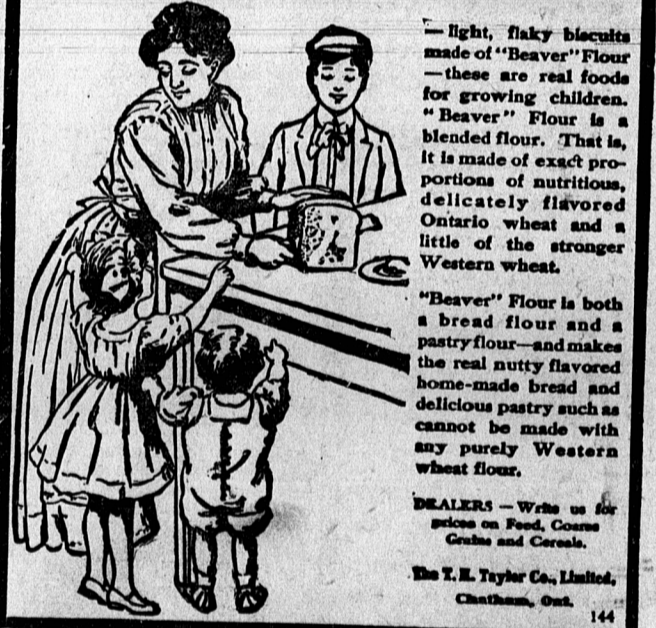 — light, flaky biscuits
made of "Beaver" Flour
—these are real foods
for growing children.
"Beaver" Flour is a
blended flour. That is,
it is made of exact pro-
portions of nutritious,
delicately flavored
Ontario wheat and a
little of the stronger
Western wheat.
"Beaver" Flour is both
a bread flour and a
pastry flour—and makes
the real nutty flavored
home-made bread and
delicious pastry such as
cannot be made with
any purely Western
wheat flour.
DEALERS — Write us for
prices on Feed, Coarse
Grains and Cereals.
The T. H. Taylor Co., Limited,
Chatham, Ont.
144